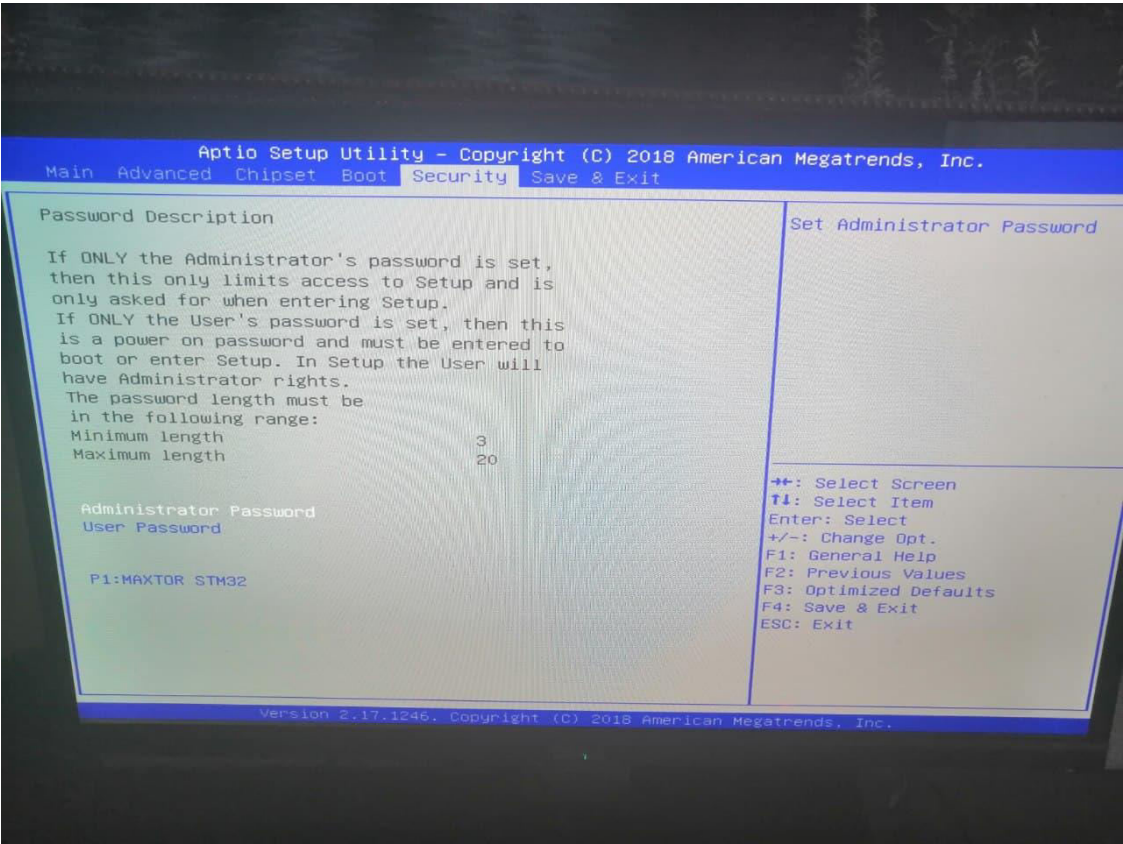 Aptio Setup Utility – Copyright (C) 2018 American Megatrends, Inc.
Main Advanced Chipset Boot Security Save & Exit
Password Description
If ONLY the Administrator's password is set,
then this only limits access to Setup and is
only asked for when entering Setup.
If ONLY the User's password is set, then this
is a power on password and must be entered to
boot or enter Setup. In Setup the User will
have Administrator rights.
The password length must be
in the following range:
Minimum length 3
Maximum length 20
Administrator Password
User Password
P1:MAXTOR STM32
Set Administrator Password
→←: Select Screen
↑↓: Select Item
Enter: Select
+/-: Change Opt.
F1: General Help
F2: Previous Values
F3: Optimized Defaults
F4: Save & Exit
ESC: Exit
Version 2.17.1246. Copyright (C) 2018 American Megatrends, Inc.